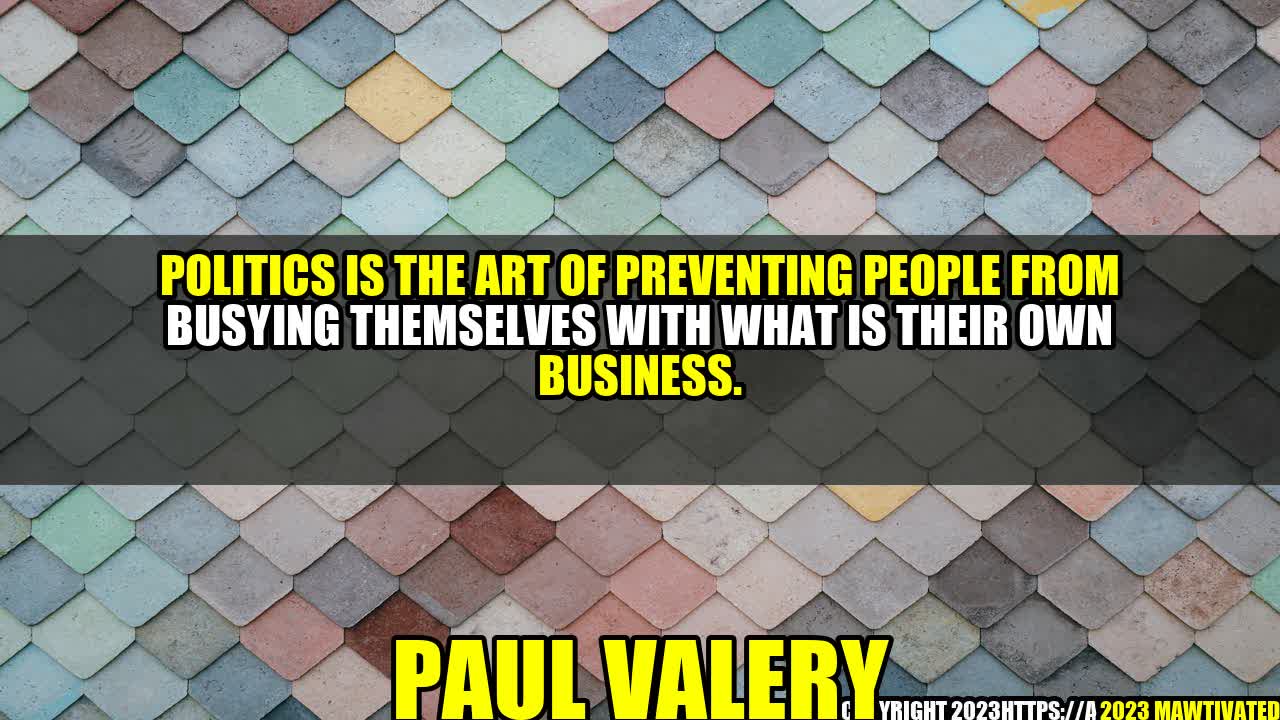 POLITICS IS THE ART OF PREVENTING PEOPLE FROM
BUSYING THEMSELVES WITH WHAT IS THEIR OWN
BUSINESS.
PAUL VALERY
2023HTTPS://A 2023 MAWTIVATED